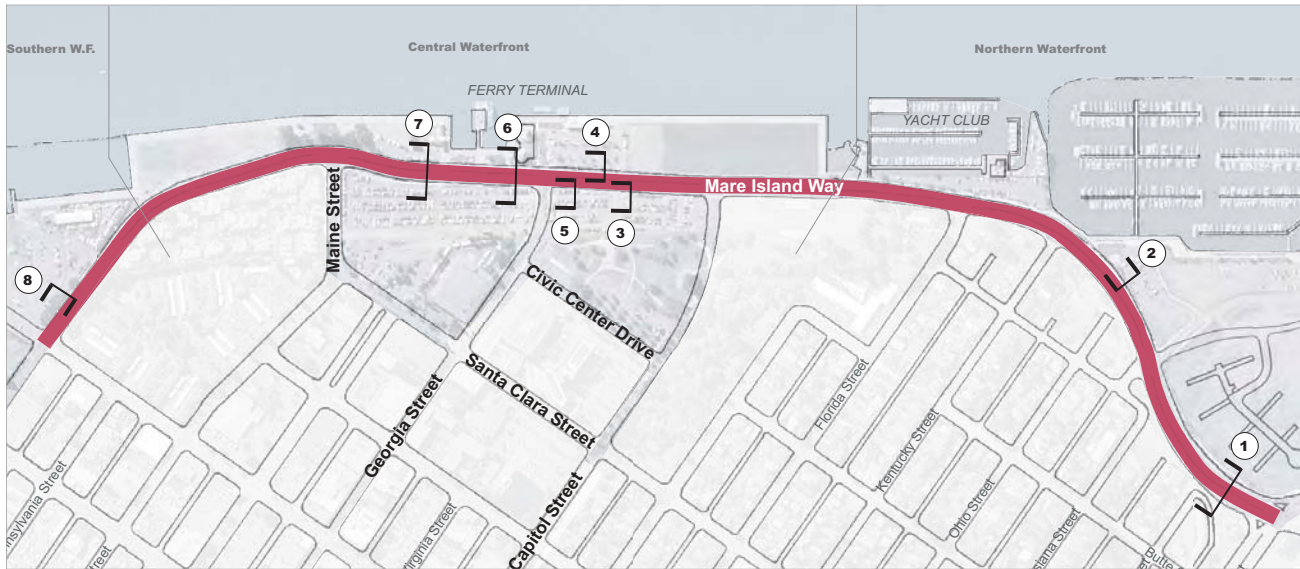 Southern W.F.
Central Waterfront
Northern Waterfront
FERRY TERMINAL
YACHT CLUB
7
6
4
Mare Island Way
5
3
2
8
1
Maine Street
Civic Center Drive
Santa Clara Street
Georgia Street
Capitol Street
Florida Street
Kentucky Street
Ohio Street
Street
Street
Street
Butte